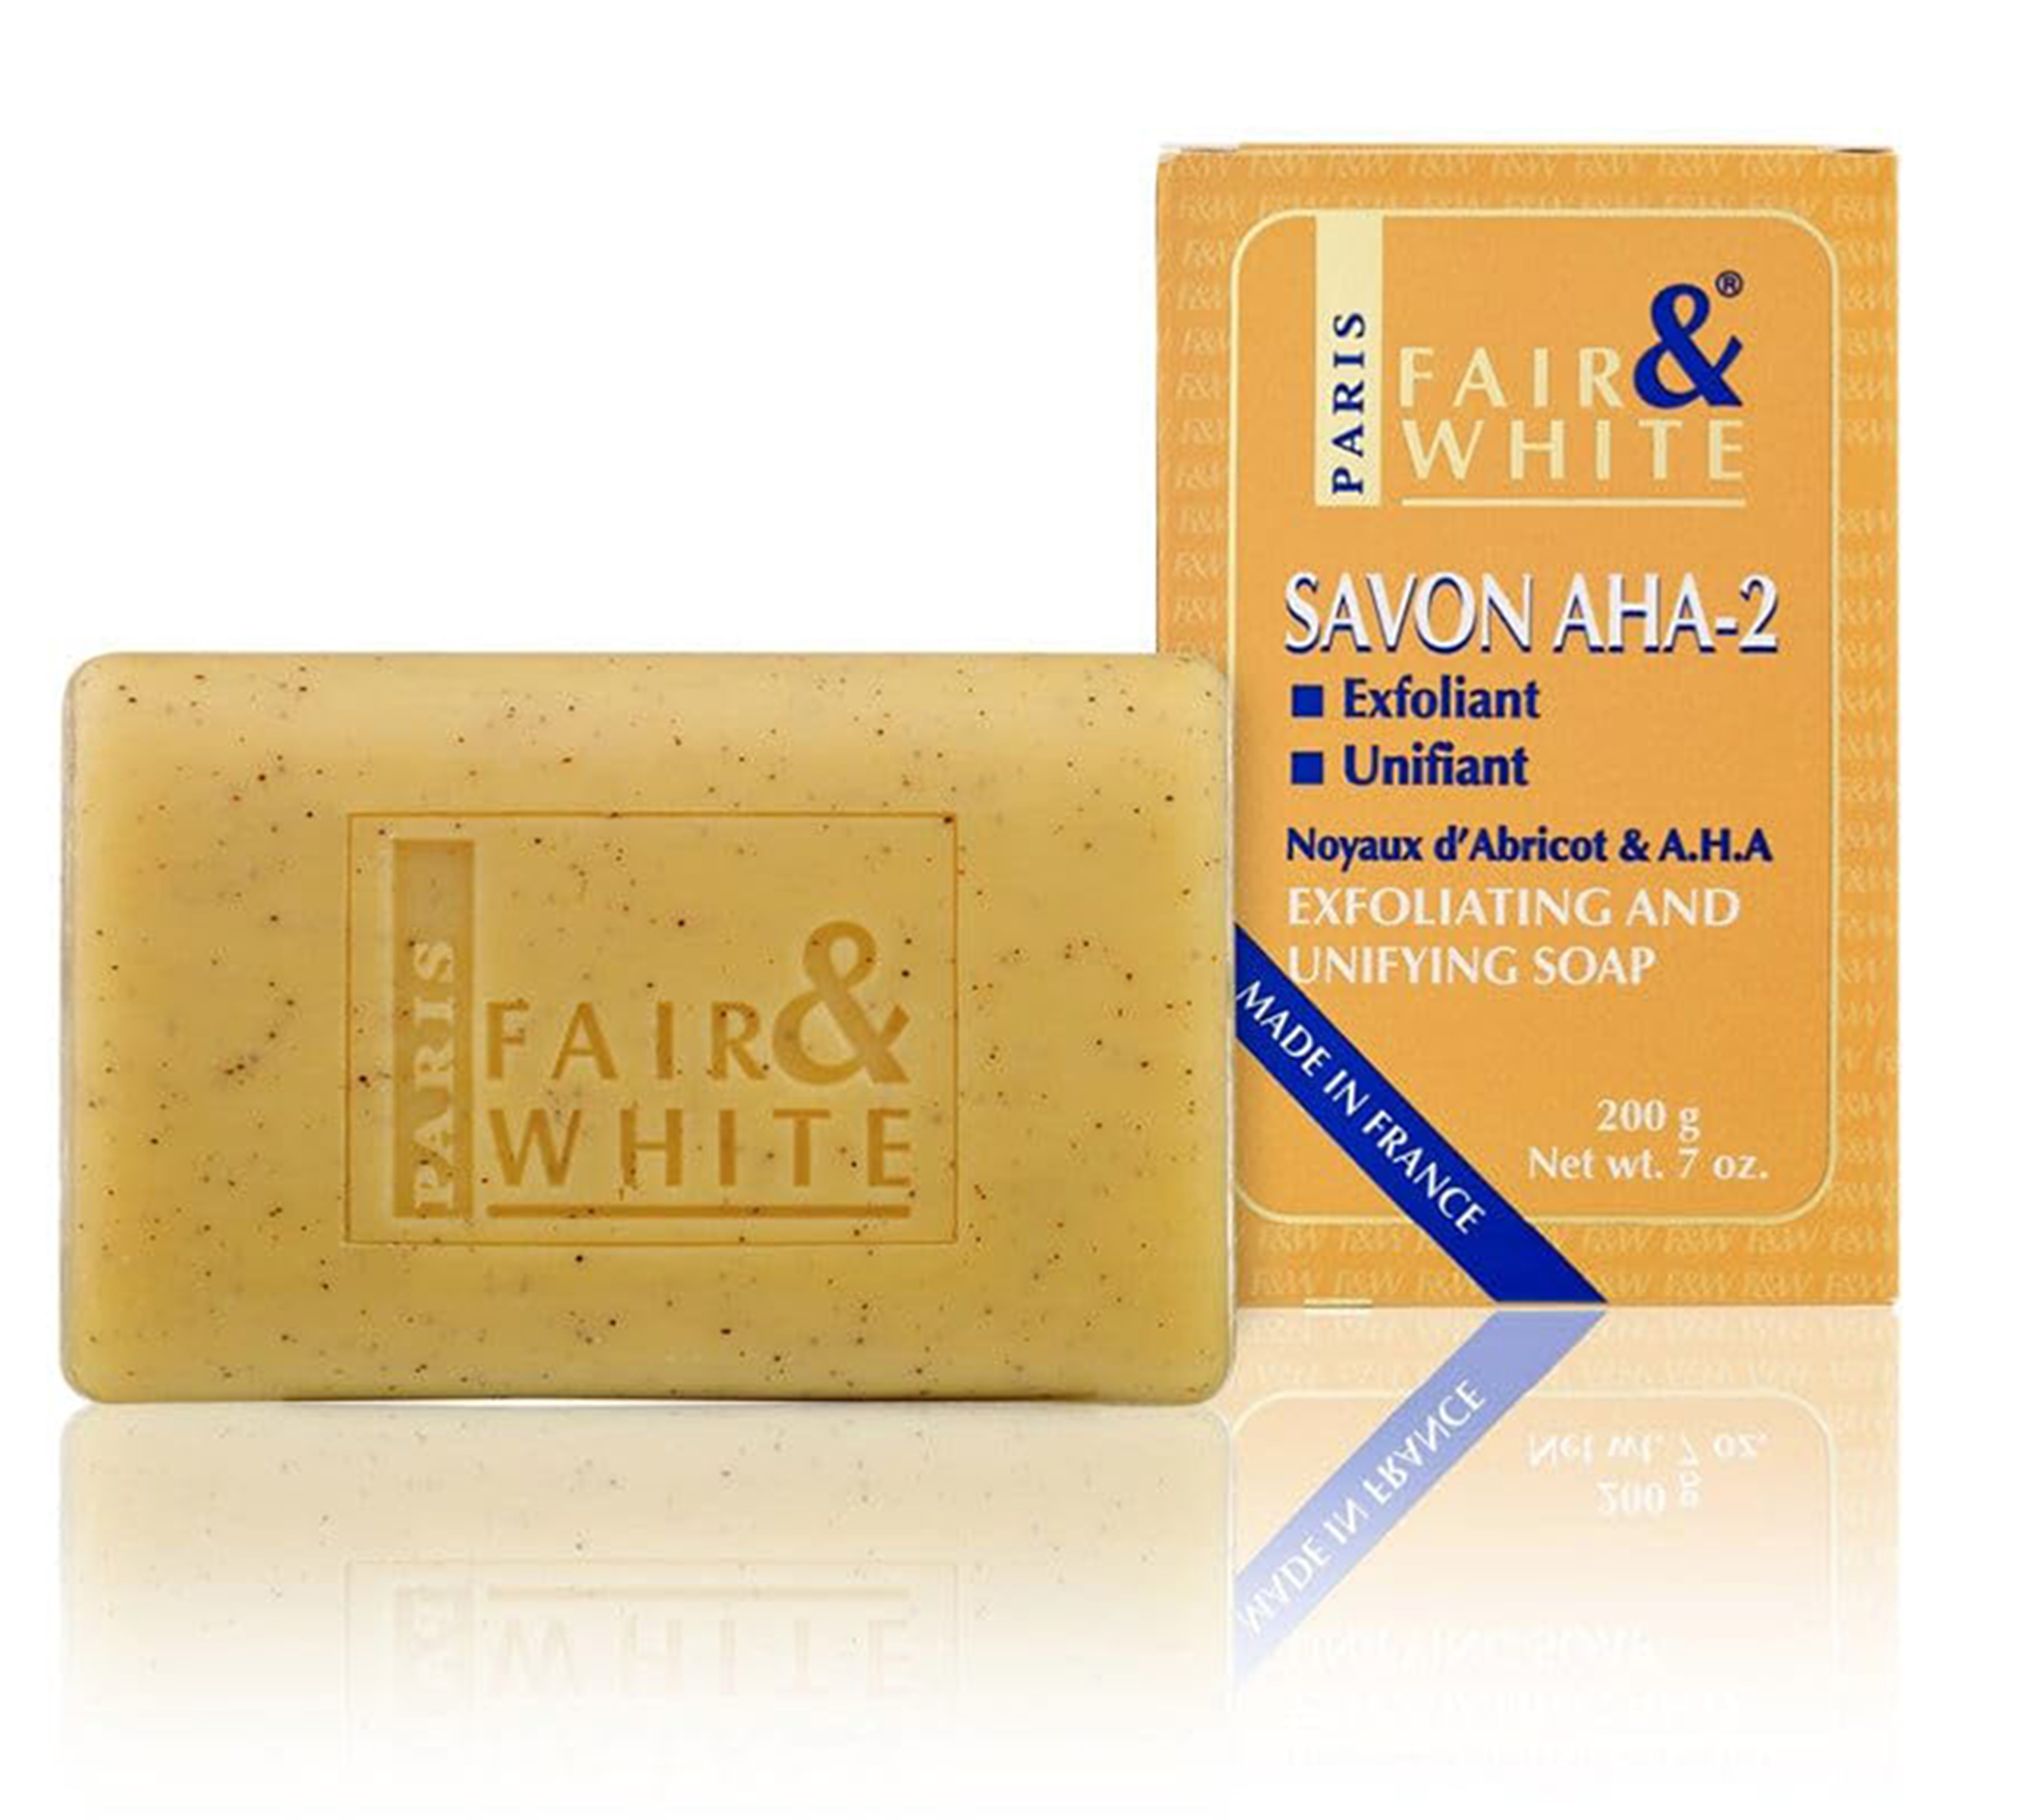 PARIS
FAIR &®
WHITE
SAVON AHA-2
■ Exfoliant
■ Unifiant
Noyaux d'Abricot & A.H.A
EXFOLIATING AND
UNIFYING SOAP
MADE IN FRANCE
200 g
Net wt. 7 oz.
PARIS
FAIR &
WHITE